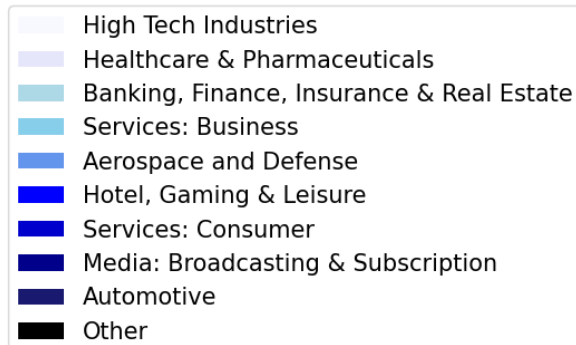 High Tech Industries
Healthcare & Pharmaceuticals
Banking, Finance, Insurance & Real Estate
Services: Business
Aerospace and Defense
Hotel, Gaming & Leisure
Services: Consumer
Media: Broadcasting & Subscription
Automotive
Other